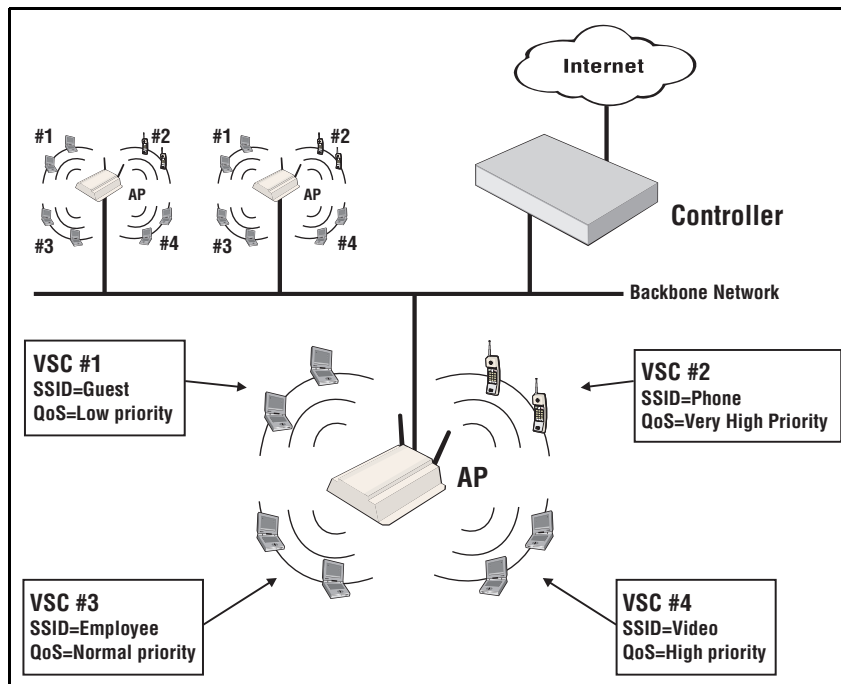 Internet
#1
#2
#1
#2
AP
AP
Controller
#3
#4
#3
#4
Backbone Network
VSC #1
SSID=Guest
QoS=Low priority
VSC #2
SSID=Phone
QoS=Very High Priority
AP
VSC #3
SSID=Employee
QoS=Normal priority
VSC #4
SSID=Video
QoS=High priority